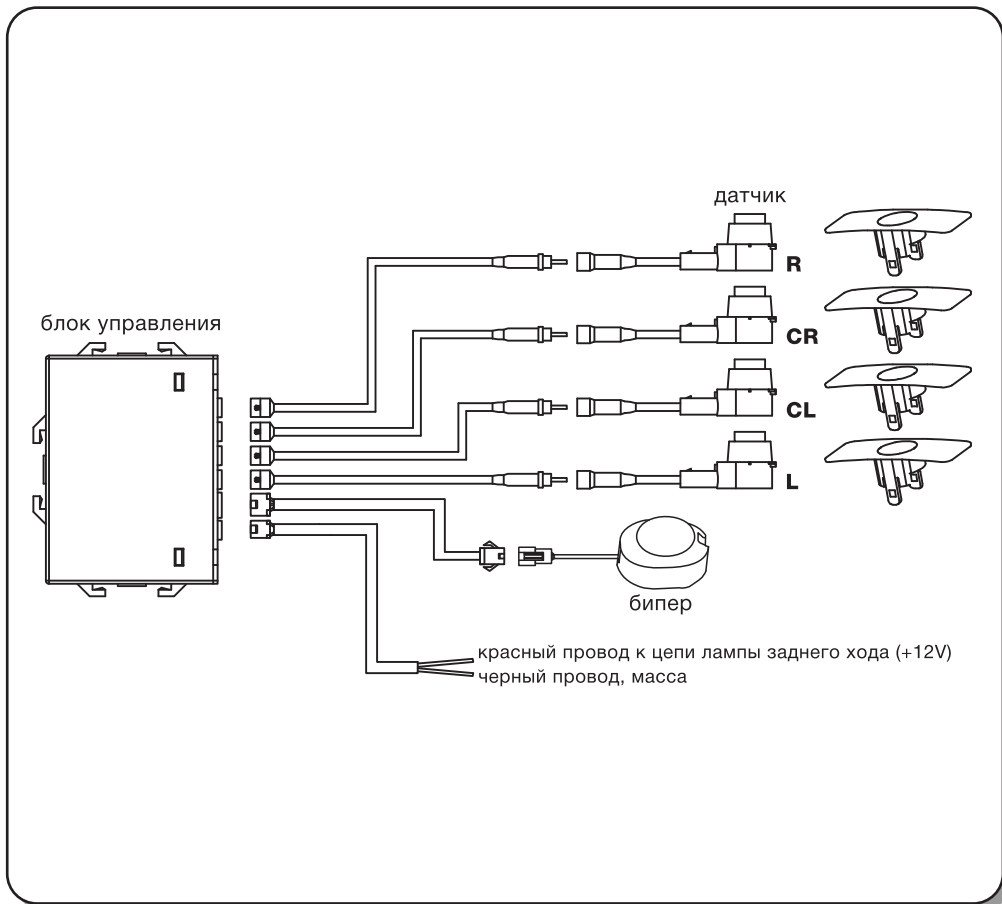 датчик
R
блок управления
CR
CL
L
бипер
красный провод к цепи лампы заднего хода (+12V)
черный провод, масса